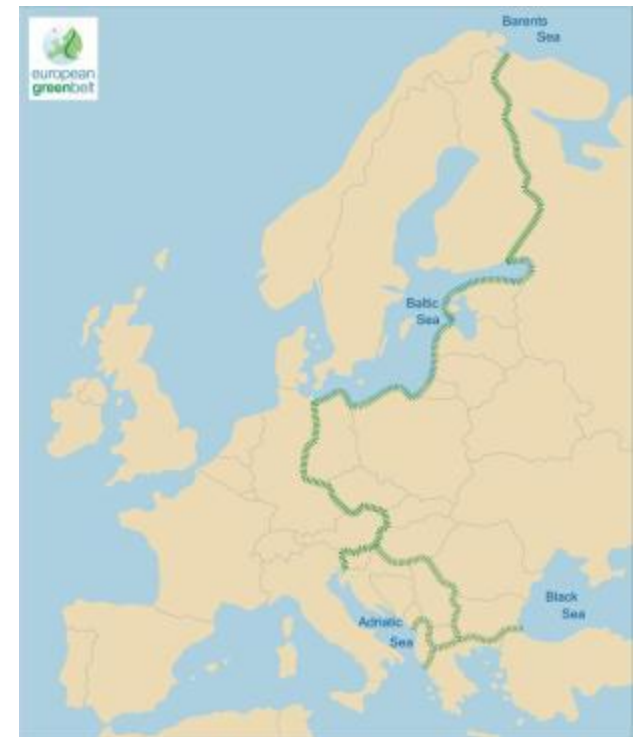 Barents
Sea
european
greenbelt
Baltic
Sea
Black
Sea
Adriatic
Sea